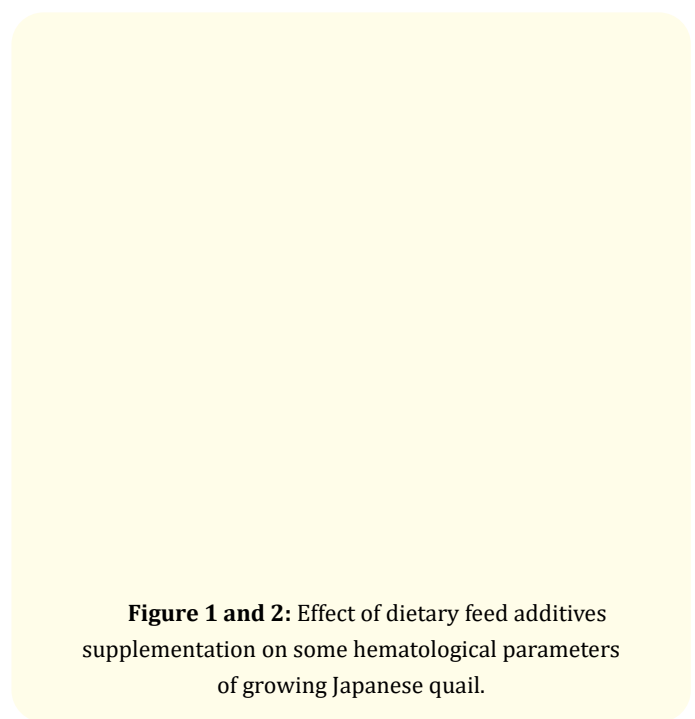 Figure 1 and 2: Effect of dietary feed additives
supplementation on some hematological parameters
of growing Japanese quail.